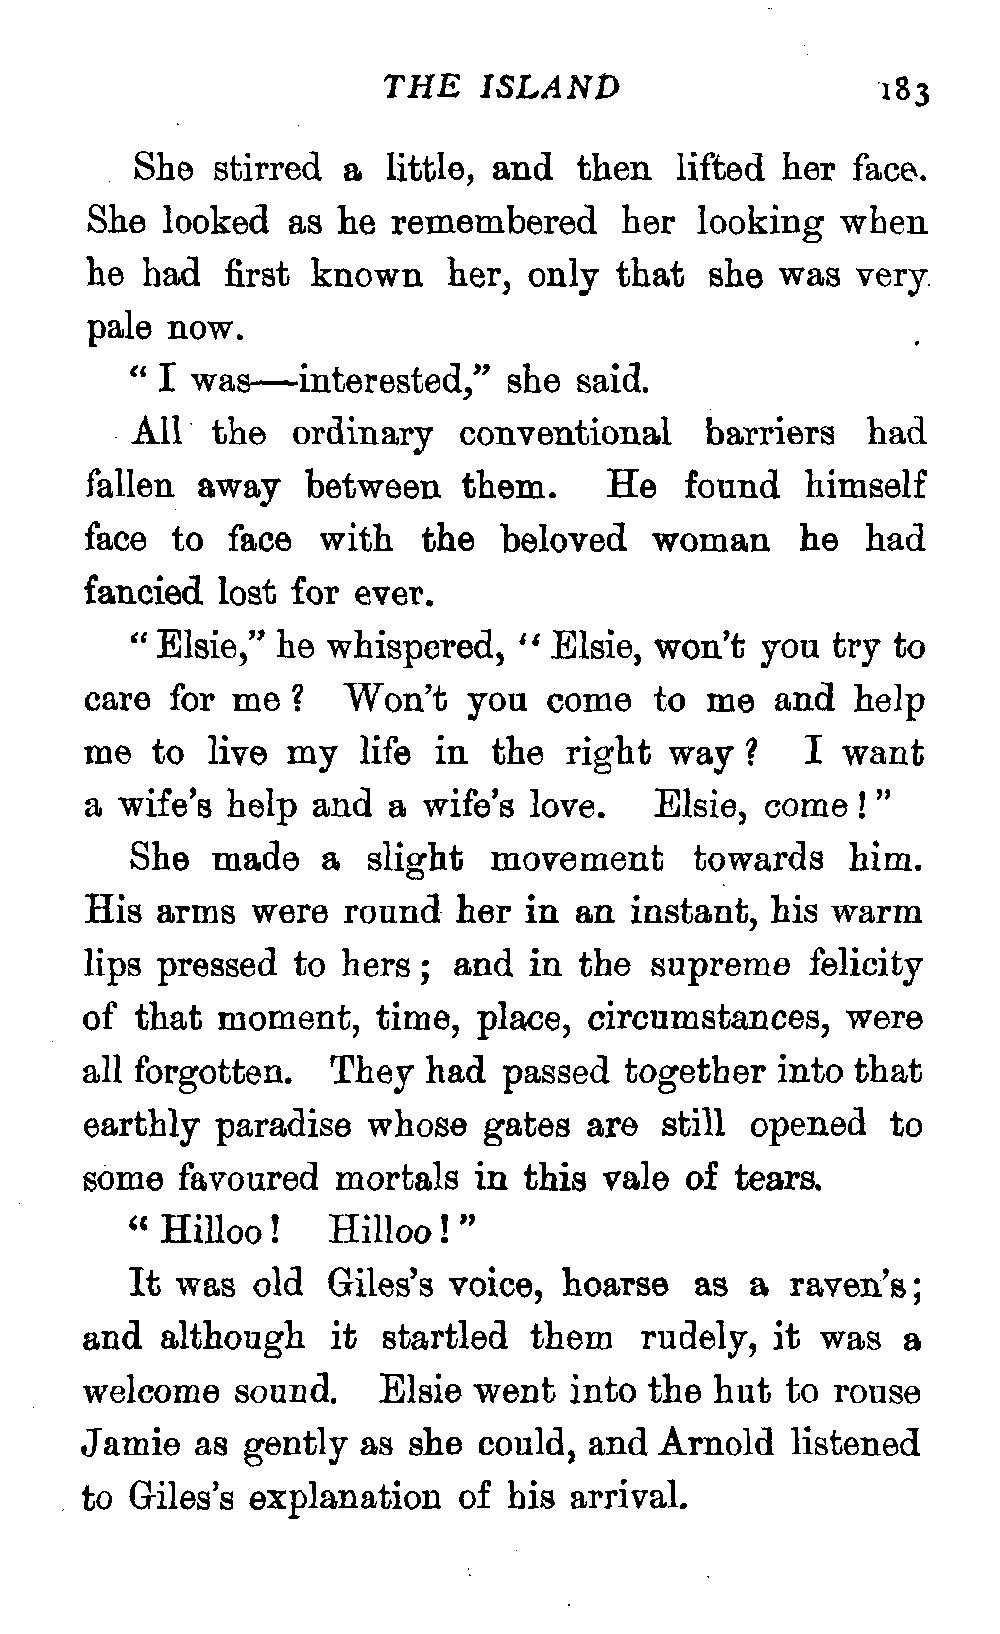 THE ISLAND 183
She stirred a little, and then lifted her face.
She looked as he remembered her looking when
he had first known her, only that she was very
pale now.
“ I was—interested,” she said.
All the ordinary conventional barriers had
fallen away between them. He found himself
face to face with the beloved woman he had
fancied lost for ever.
“ Elsie,” he whispered, “ Elsie, won’t you try to
care for me ? Won’t you come to me and help
me to live my life in the right way ? I want
a wife’s help and a wife’s love. Elsie, come ! ”
She made a slight movement towards him.
His arms were round her in an instant, his warm
lips pressed to hers ; and in the supreme felicity
of that moment, time, place, circumstances, were
all forgotten. They had passed together into that
earthly paradise whose gates are still opened to
some favoured mortals in this vale of tears.
“ Hilloo ! Hilloo ! ”
It was old Giles’s voice, hoarse as a raven’s ;
and although it startled them rudely, it was a
welcome sound. Elsie went into the hut to rouse
Jamie as gently as she could, and Arnold listened
to Giles’s explanation of his arrival.